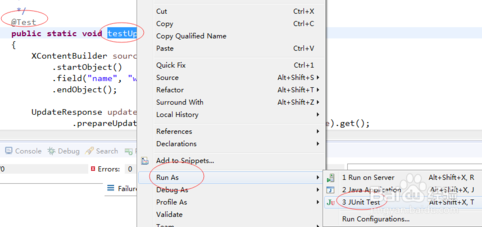 */
@Test
public static void testUp
{
XContentBuilder sourc
.startObject()
.field("name", "w
.endObject();
UpdateResponse update
.prepareUpdat
).get();
Console
Debug
Search
/0
Errors: 0
Failure
Cut Ctrl+X
Copy Ctrl+C
Copy Qualified Name
Paste Ctrl+V
Quick Fix Ctrl+1
Source Alt+Shift+S
Refactor Alt+Shift+T
Surround With Alt+Shift+Z
Local History
References
Declarations
Add to Snippets...
Run As
Debug As
Profile As
Validate
Team
1 Run on Server Alt+Shift+X, R
2 Java Application Alt+Shift+X, J
3 JUnit Test Alt+Shift+X, T
Run Configurations...